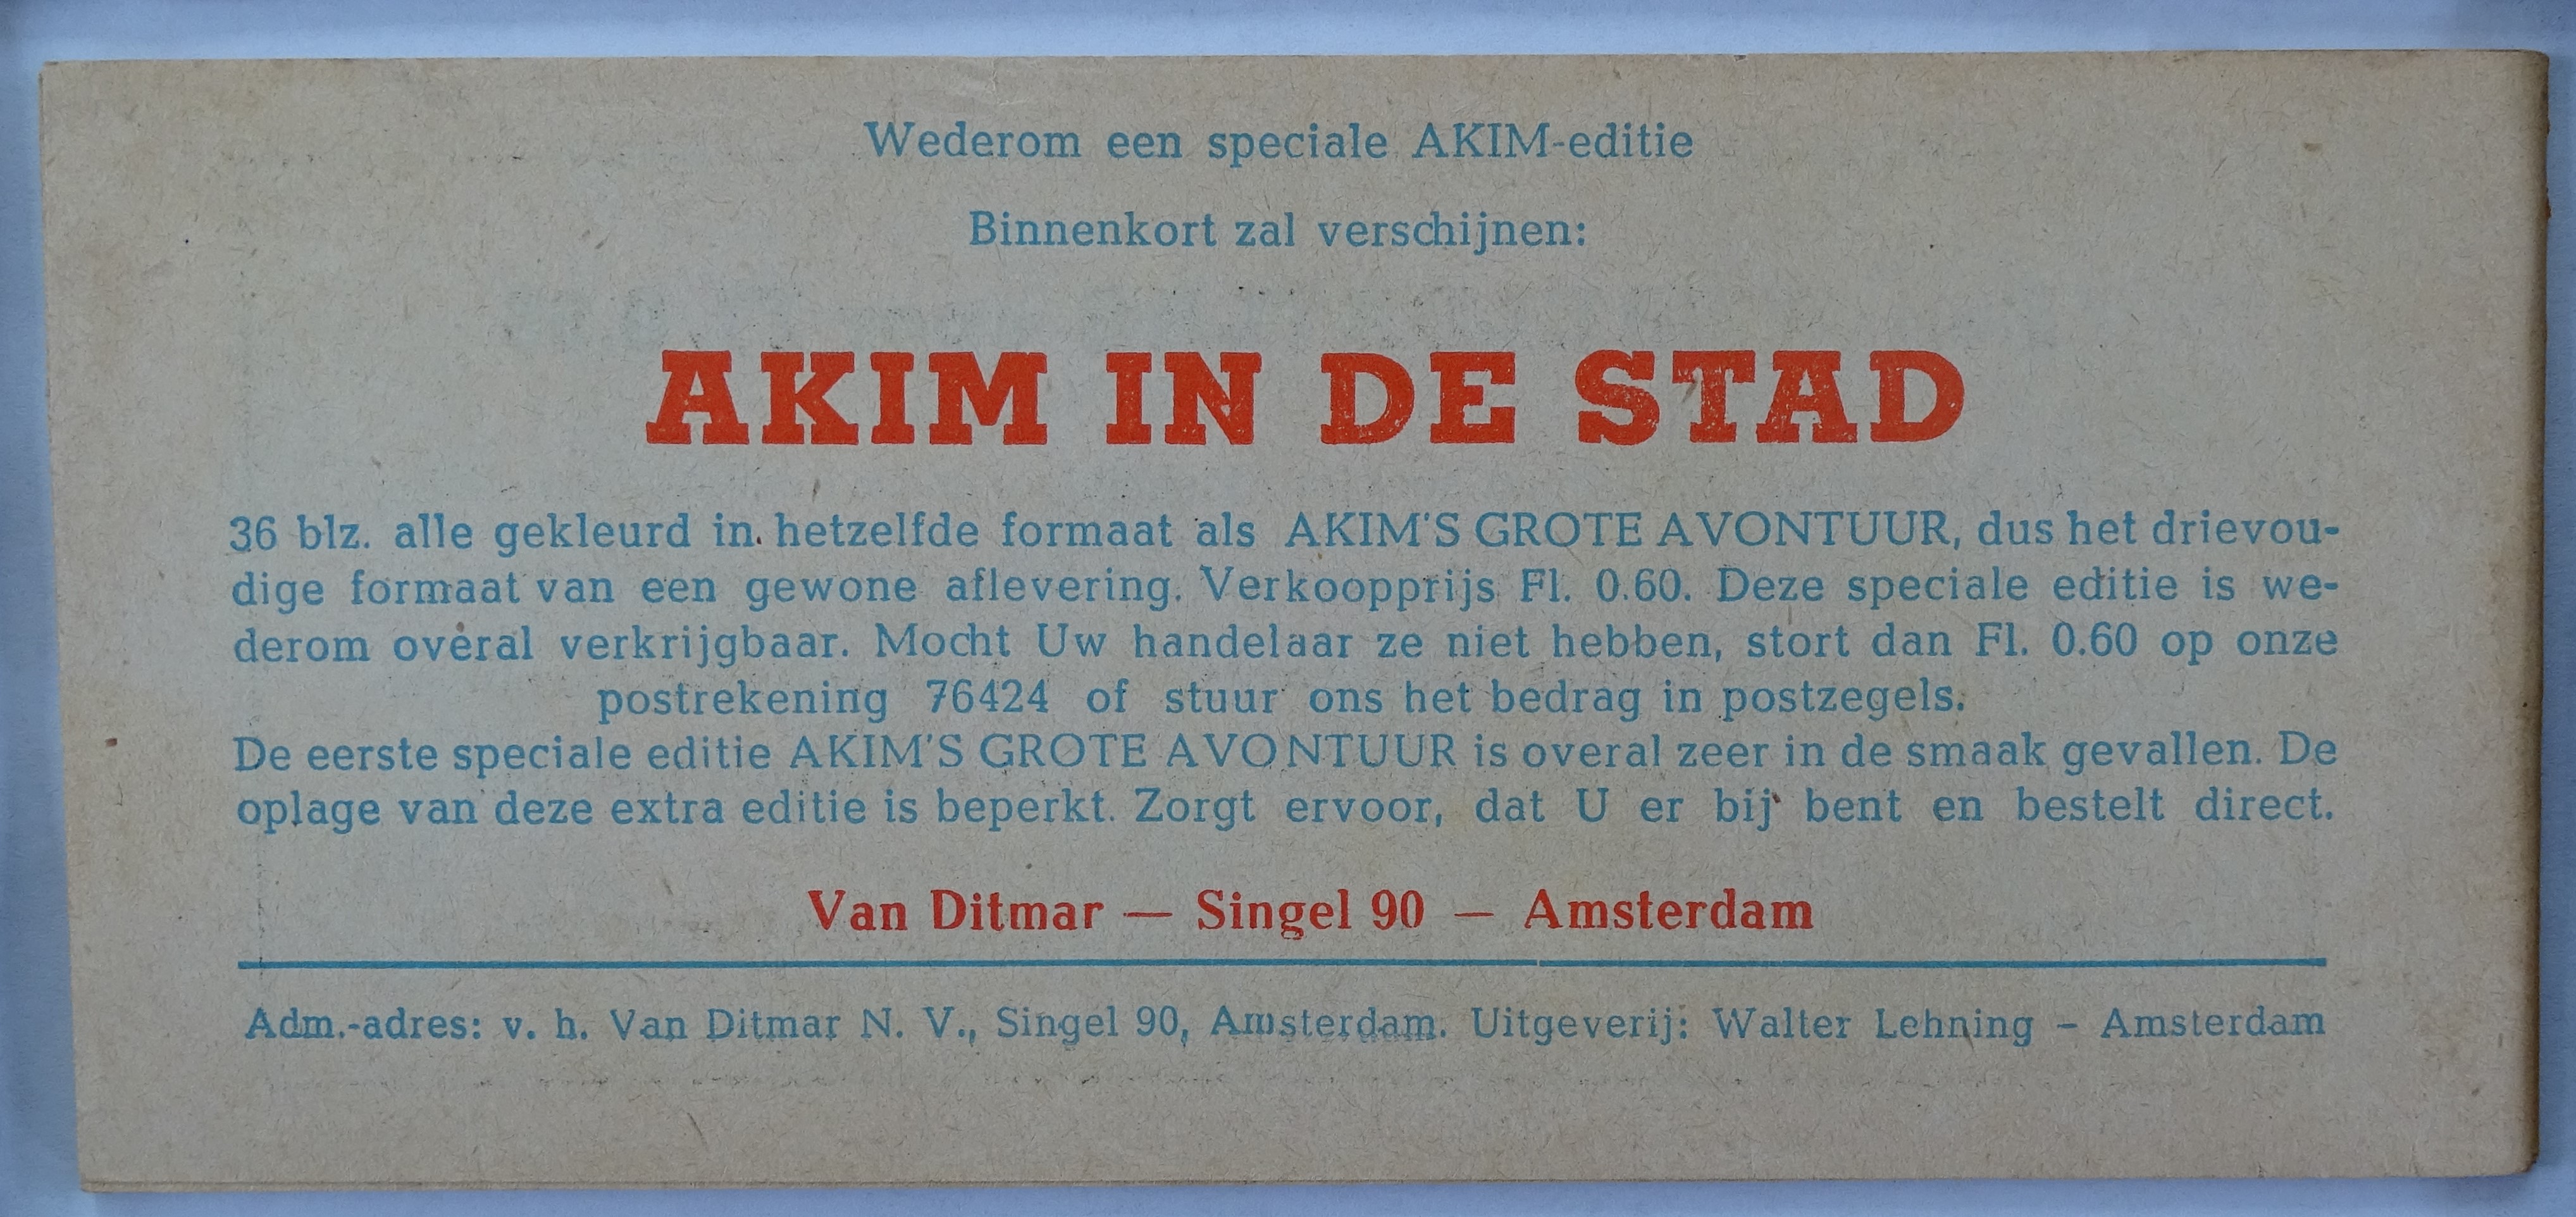 Wederom een speciale AKIM-editie
Binnenkort zal verschijnen:
AKIM IN DE STAD
36 blz. alle gekleurd in hetzelfde formaat als AKIM'S GROTE AVONTUUR, dus het drievou-
dige formaat van een gewone aflevering. Verkoopprijs Fl. 0.60. Deze speciale editie is we-
derom overal verkrijgbaar. Mocht Uw handelaar ze niet hebben, stort dan Fl. 0.60 op onze
postrekening 76424 of stuur ons het bedrag in postzegels.
De eerste speciale editie AKIM'S GROTE AVONTUUR is overal zeer in de smaak gevallen. De
oplage van deze extra editie is beperkt. Zorgt ervoor, dat U er bij bent en bestelt direct.
Van Ditmar — Singel 90 — Amsterdam
Adm.-adres: v. h. Van Ditmar N. V., Singel 90, Amsterdam. Uitgeverij: Walter Lehning - Amsterdam